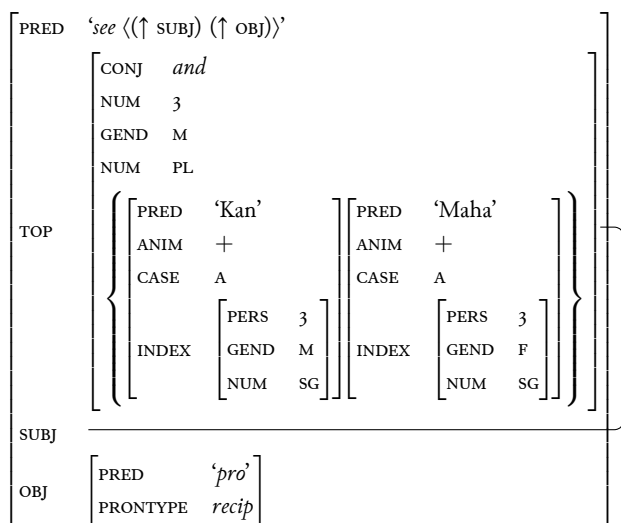 PRED ‘see ⟨(↑ SUBJ) (↑ OBJ)⟩’
CONJ and
NUM 3
GEND M
NUM PL
TOP
PRED ‘Kan’ PRED ‘Maha’
ANIM + ANIM +
CASE A CASE A
PERS 3 PERS 3
INDEX GEND M INDEX GEND F
NUM SG NUM SG
SUBJ
PRED ‘pro’
OBJ
PRONTYPE recip